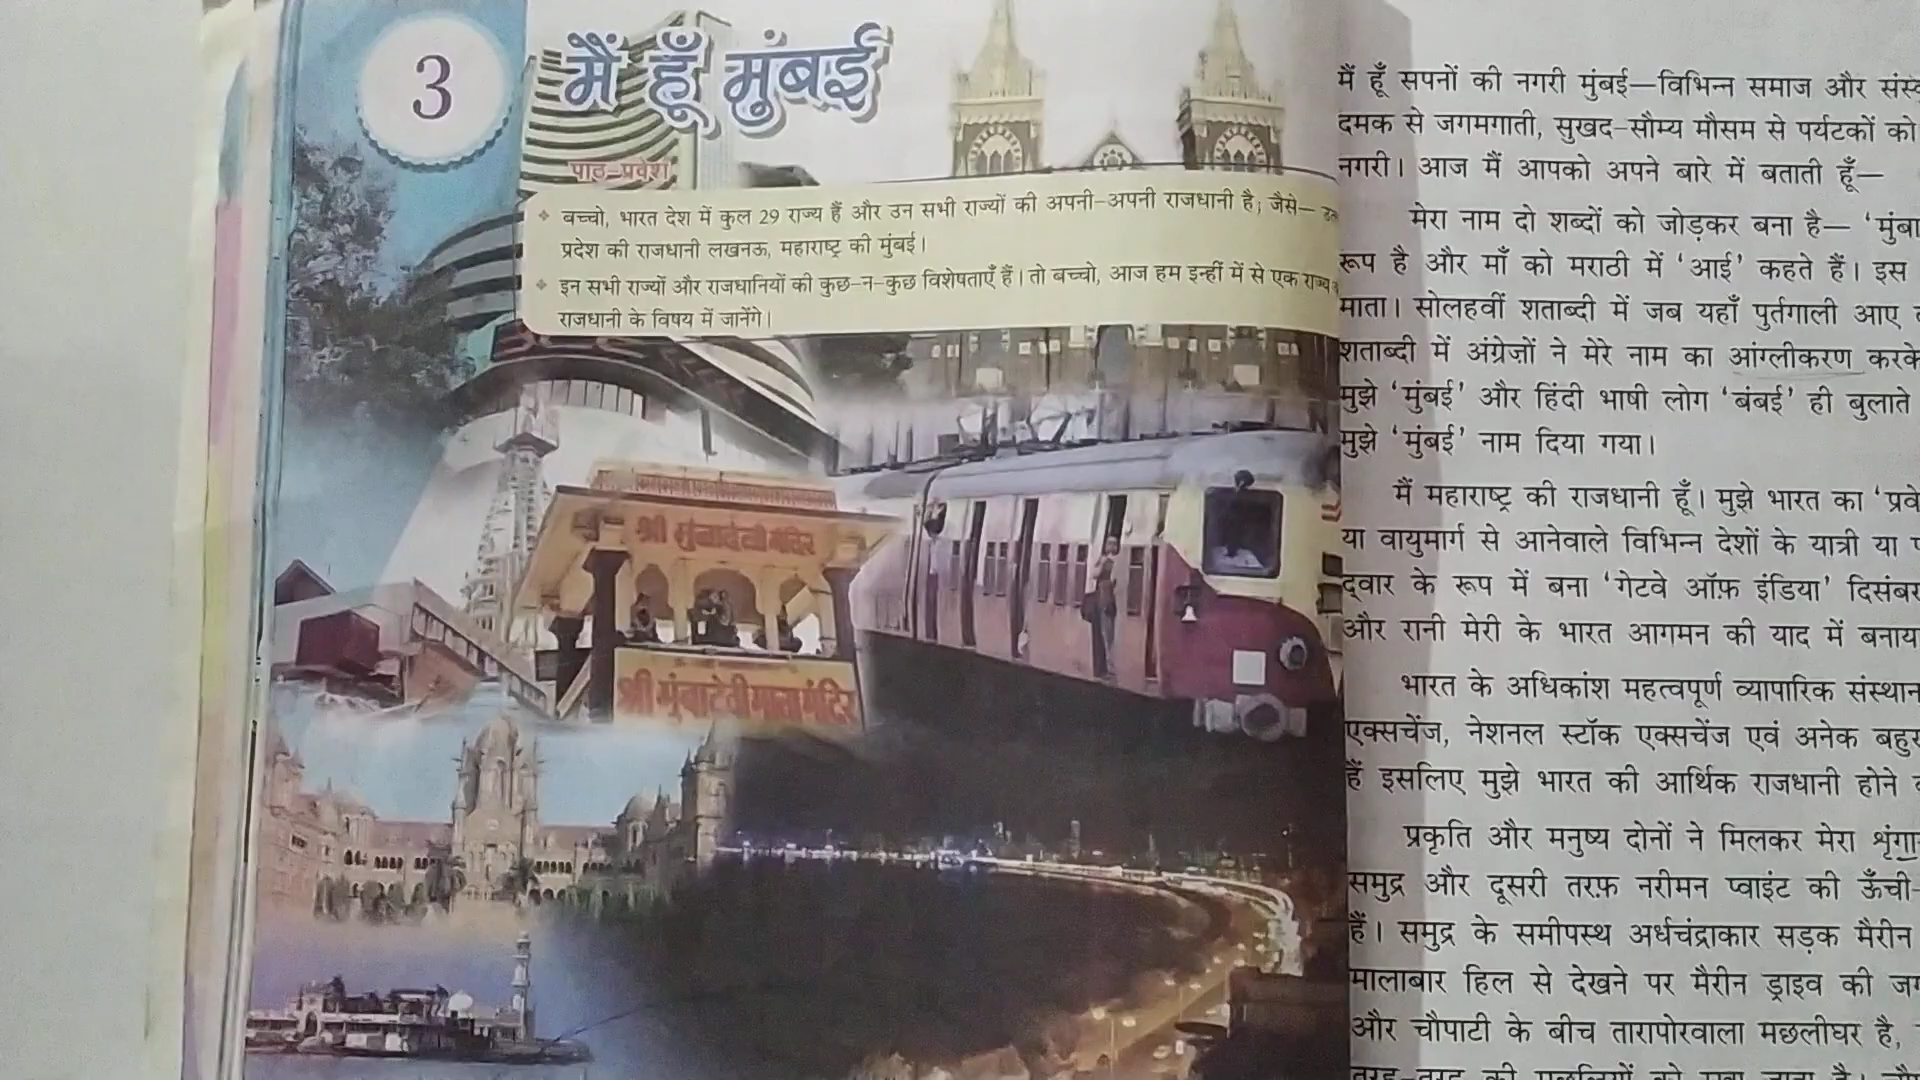 3
मैं हूँ मुंबई
पाठ-प्रवेश
❖ बच्चो, भारत देश में कुल 29 राज्य हैं और उन सभी राज्यों की अपनी-अपनी राजधानी है; जैसे—
प्रदेश की राजधानी लखनऊ, महाराष्ट्र की मुंबई।
❖ इन सभी राज्यों और राजधानियों की कुछ-न-कुछ विशेषताएँ हैं। तो बच्चो, आज हम इन्हीं में से एक राज्य
राजधानी के विषय में जानेंगे।
श्री मुंबादेवी मंदिर
श्री मुंबादेवी माता मंदिर
मैं हूँ सपनों की नगरी मुंबई—विभिन्न समाज और
दमक से जगमगाती, सुखद-सौम्य मौसम से पर्यटकों को
नगरी। आज मैं आपको अपने बारे में बताती हूँ—
मेरा नाम दो शब्दों को जोड़कर बना है— ‘मुंबा
रूप है और माँ को मराठी में ‘आई’ कहते हैं। इस
माता। सोलहवीं शताब्दी में जब यहाँ पुर्तगाली आए
शताब्दी में अंग्रेज़ों ने मेरे नाम का आंग्लीकरण करके
मुझे ‘मुंबई’ और हिंदी भाषी लोग ‘बंबई’ ही बुलाते
मुझे ‘मुंबई’ नाम दिया गया।
मैं महाराष्ट्र की राजधानी हूँ। मुझे भारत का
या वायुमार्ग से आनेवाले विभिन्न देशों के यात्री या
द्वार के रूप में बना ‘गेटवे ऑफ़ इंडिया’ दिसंबर
और रानी मेरी के भारत आगमन की याद में
भारत के अधिकांश महत्वपूर्ण व्यापारिक संस्थान
एक्सचेंज, नेशनल स्टॉक एक्सचेंज एवं अनेक
हैं इसलिए मुझे भारत की आर्थिक राजधानी होने
प्रकृति और मनुष्य दोनों ने मिलकर मेरा
समुद्र और दूसरी तरफ़ नरीमन प्वाइंट की ऊँची-
हैं। समुद्र के समीपस्थ अर्धचंद्राकार सड़क मैरीन
मालाबार हिल से देखने पर मैरीन ड्राइव की
और चौपाटी के बीच तारापोरवाला मछलीघर है,